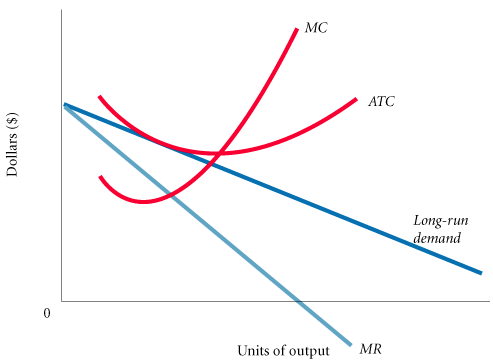 MC
ATC
Dollars ($)
Long-run
demand
0
Units of output
MR